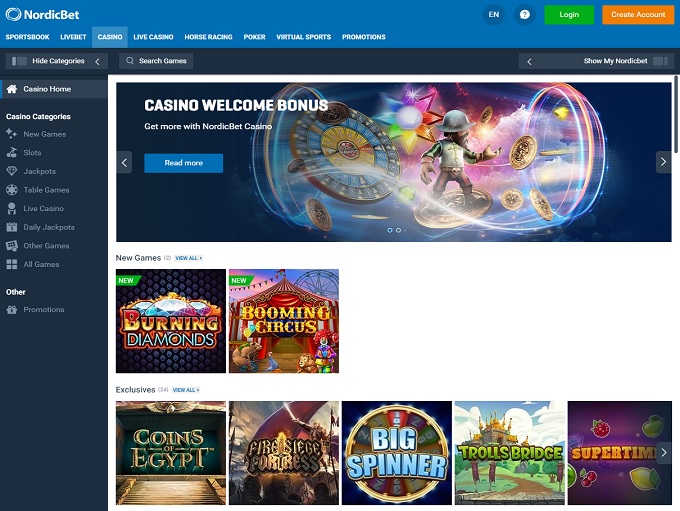 NordicBet
EN
?
Login
Create Account
SPORTSBOOK LIVEBET CASINO LIVE CASINO HORSE RACING POKER VIRTUAL SPORTS PROMOTIONS
Hide Categories
Search Games
Show My Nordicbet
Casino Home
Casino Categories
New Games
Slots
Jackpots
Table Games
Live Casino
Daily Jackpots
Other Games
All Games
Other
Promotions
CASINO WELCOME BONUS
Get more with NordicBet Casino
Read more
New Games (2) VIEW ALL
NEW
BURNING
DIAMONDS
NEW
BOOMING
CIRCUS
Exclusives (24) VIEW ALL
COINS
OF
EGYPT™
FIRE SIEGE
FORTRESS
BIG
SPINNER
TROLLS BRIDGE
SUPERTIME